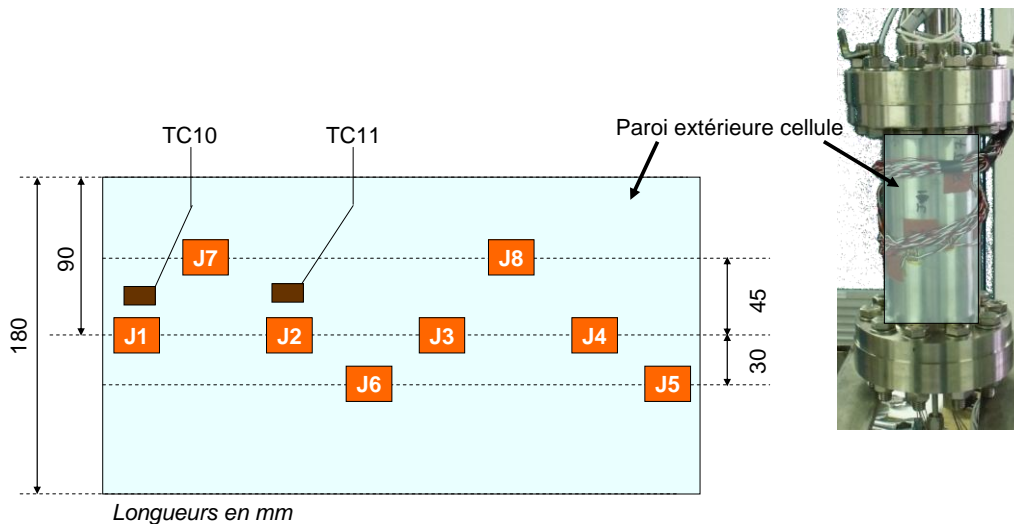 TC10
TC11
Paroi extérieure cellule
J7
J8
90
45
180
J1
J2
J3
J4
30
J6
J5
Longueurs en mm